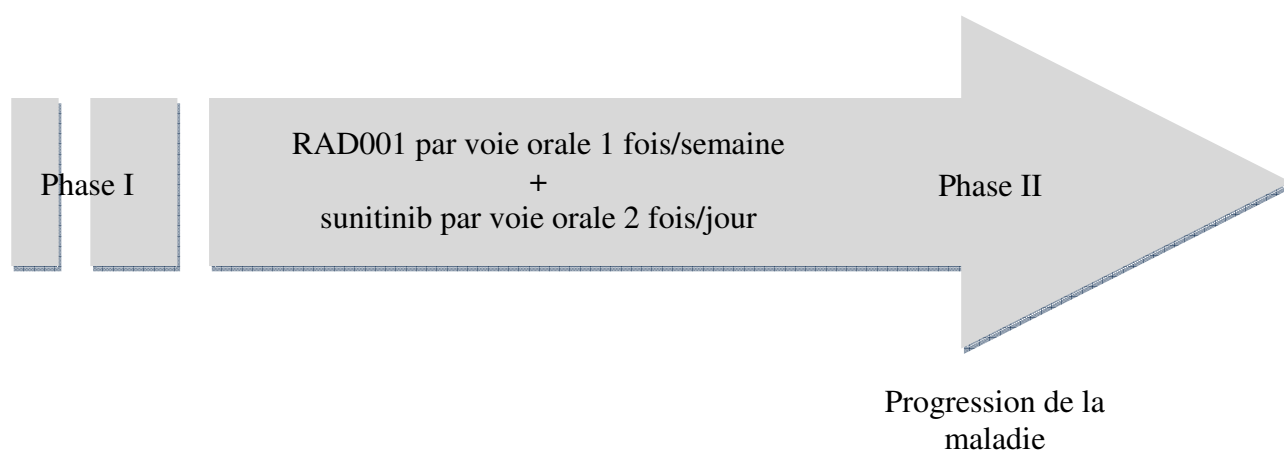 RAD001 par voie orale 1 fois/semaine
+
sunitinib par voie orale 2 fois/jour
Phase I
Phase II
Progression de la
maladie